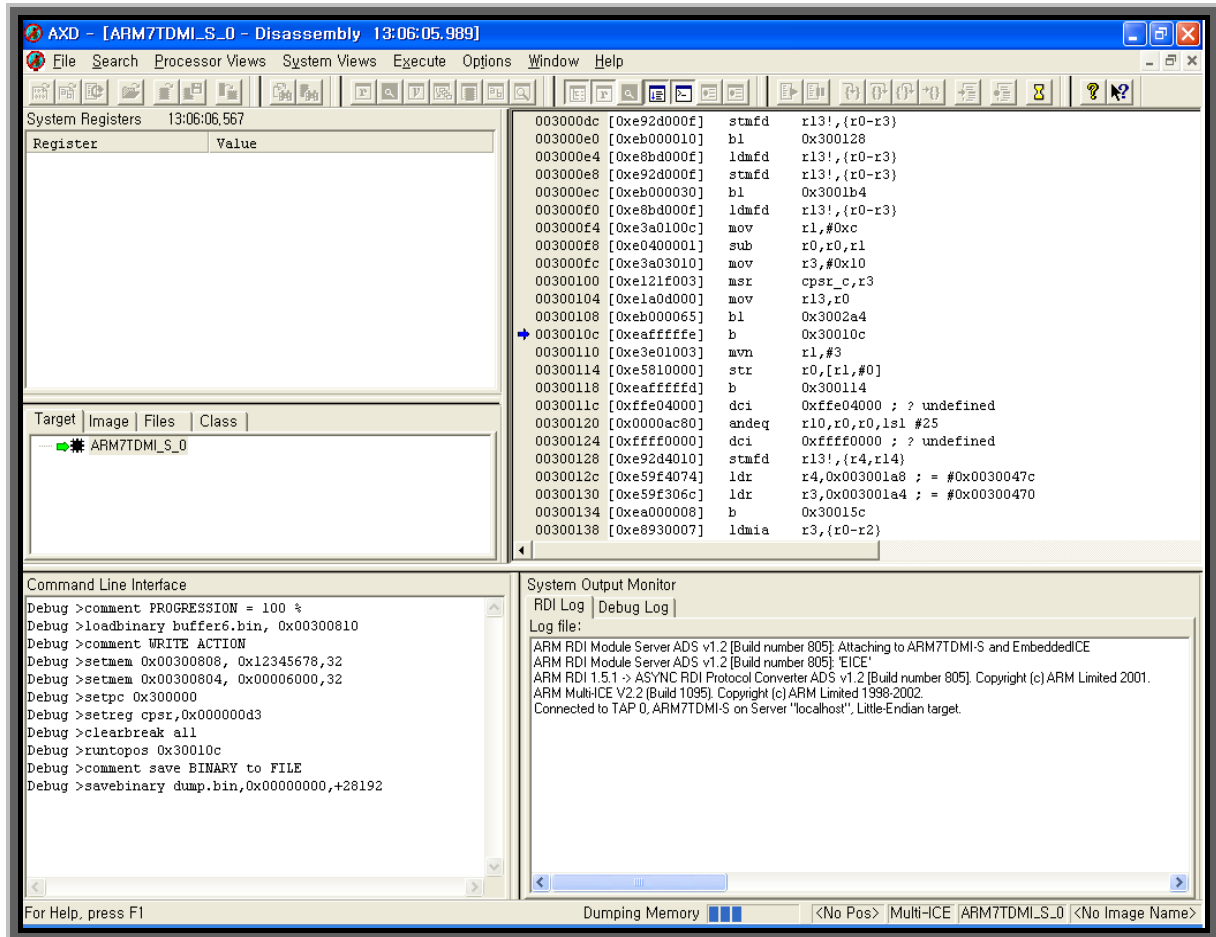 AXD - [ARM7TDMI_S_0 - Disassembly 13:06:05.989]
File Search Processor Views System Views Execute Options Window Help
System Registers 13:06:06,567
Register Value
003000dc [0xe92d000f] stmfd r13!,{r0-r3}
003000e0 [0xeb000010] bl 0x300128
003000e4 [0xe8bd000f] ldmfd r13!,{r0-r3}
003000e8 [0xe92d000f] stmfd r13!,{r0-r3}
003000ec [0xeb000030] bl 0x3001b4
003000f0 [0xe8bd000f] ldmfd r13!,{r0-r3}
003000f4 [0xe3a0100c] mov r1,#0xc
003000f8 [0xe0400001] sub r0,r0,r1
003000fc [0xe3a03010] mov r3,#0x10
00300100 [0xe121f003] msr cpsr_c,r3
00300104 [0xe1a0d000] mov r13,r0
00300108 [0xeb000065] bl 0x3002a4
0030010c [0xeafffffe] b 0x30010c
00300110 [0xe3e01003] mvn r1,#3
00300114 [0xe5810000] str r0,[r1,#0]
00300118 [0xeafffffd] b 0x300114
0030011c [0xffe04000] dci 0xffe04000 ; ? undefined
00300120 [0x0000ac80] andeq r10,r0,r0,lsl #25
00300124 [0xffff0000] dci 0xffff0000 ; ? undefined
00300128 [0xe92d4010] stmfd r13!,{r4,r14}
0030012c [0xe59f4074] ldr r4,0x003001a8 ; = #0x0030047c
00300130 [0xe59f306c] ldr r3,0x003001a4 ; = #0x00300470
00300134 [0xea000008] b 0x30015c
00300138 [0xe8930007] ldmia r3,{r0-r2}
Target Image Files Class
ARM7TDMI_S_0
Command Line Interface
Debug >comment PROGRESSION = 100 %
Debug >loadbinary buffer6.bin, 0x00300810
Debug >comment WRITE ACTION
Debug >setmem 0x00300808, 0x12345678,32
Debug >setmem 0x00300804, 0x00006000,32
Debug >setpc 0x300000
Debug >setreg cpsr,0x000000d3
Debug >clearbreak all
Debug >runtopos 0x30010c
Debug >comment save BINARY to FILE
Debug >savebinary dump.bin,0x00000000,+28192
System Output Monitor
RDI Log Debug Log
Log file:
ARM RDI Module Server ADS v1.2 [Build number 805]: Attaching to ARM7TDMI-S and EmbeddedICE
ARM RDI Module Server ADS v1.2 [Build number 805]: 'EICE'
ARM RDI 1.5.1 -> ASYNC RDI Protocol Converter ADS v1.2 [Build number 805]. Copyright (c) ARM Limited 2001.
ARM Multi-ICE V2.2 (Build 1095). Copyright (c) ARM Limited 1998-2002.
Connected to TAP 0, ARM7TDMI-S on Server "localhost", Little-Endian target.
For Help, press F1 Dumping Memory <No Pos> Multi-ICE ARM7TDMI_S_0 <No Image Name>